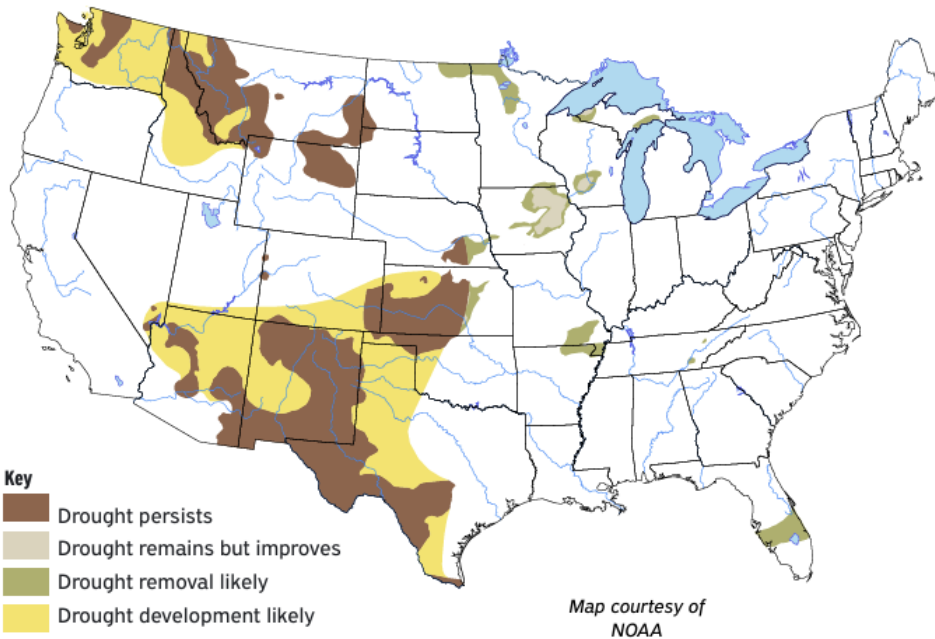 Key
Drought persists
Drought remains but improves
Drought removal likely
Drought development likely
Map courtesy of
NOAA